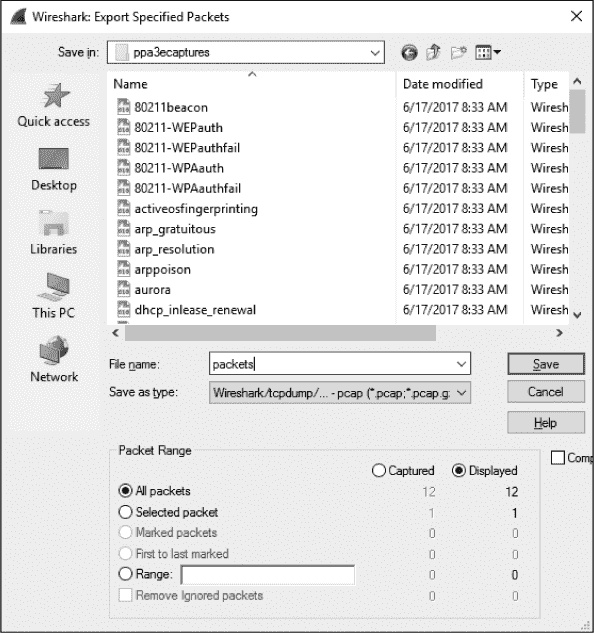 Wireshark: Export Specified Packets
Save in: ppa3ecaptures
Quick access
Desktop
Libraries
This PC
Network
Name Date modified Type
80211beacon 6/17/2017 8:33 AM Wiresh
80211-WEPauth 6/17/2017 8:33 AM Wiresh
80211-WEPauthfail 6/17/2017 8:33 AM Wiresh
80211-WPAauth 6/17/2017 8:33 AM Wiresh
80211-WPAauthfail 6/17/2017 8:33 AM Wiresh
activeosfingerprinting 6/17/2017 8:33 AM Wiresh
arp_gratuitous 6/17/2017 8:33 AM Wiresh
arp_resolution 6/17/2017 8:33 AM Wiresh
arppoison 6/17/2017 8:33 AM Wiresh
aurora 6/17/2017 8:33 AM Wiresh
dhcp_inlease_renewal 6/17/2017 8:33 AM Wiresh
File name: packets Save
Save as type: Wireshark/tcpdump/... - pcap (*.pcap;*.pcap.g Cancel
Help
Packet Range
Captured Displayed Comp
All packets 12 12
Selected packet 1 1
Marked packets 0 0
First to last marked 0 0
Range: 0 0
Remove Ignored packets 0 0